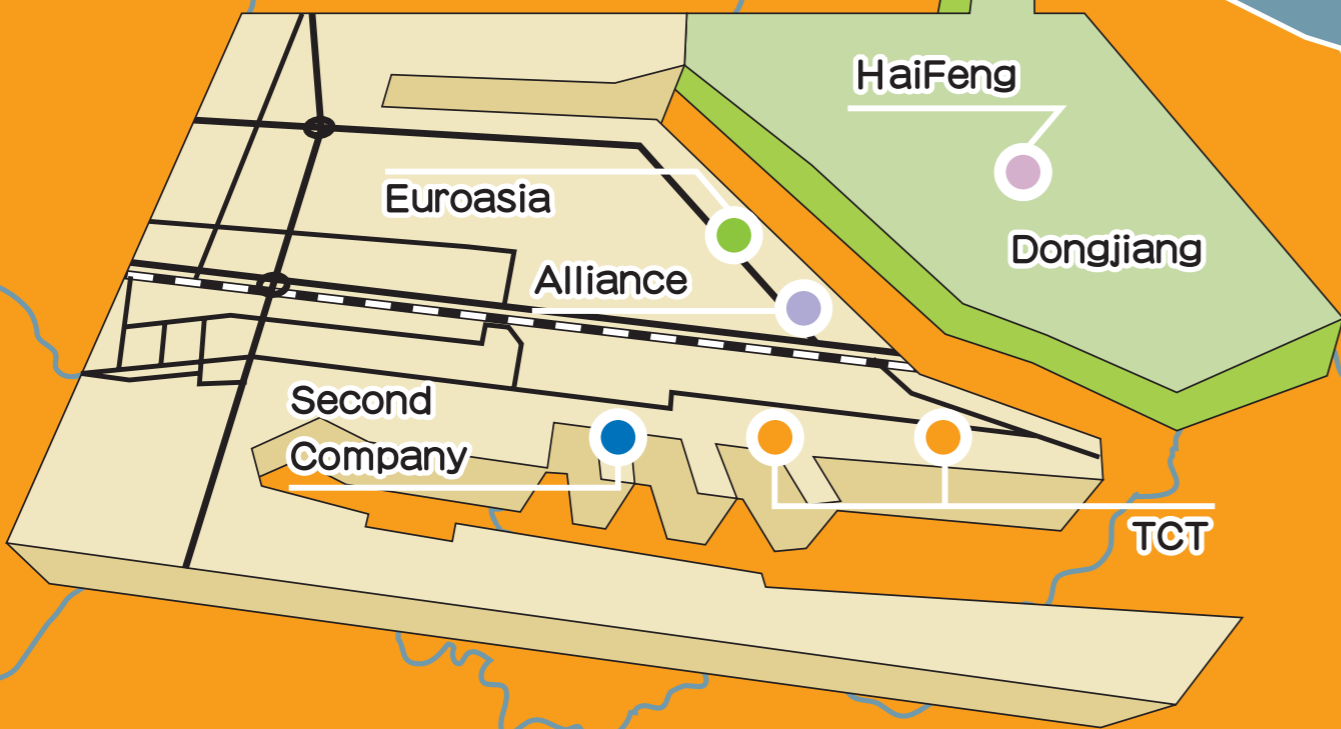 HaiFeng
Euroasia
Dongjiang
Alliance
Second
Company
TCT